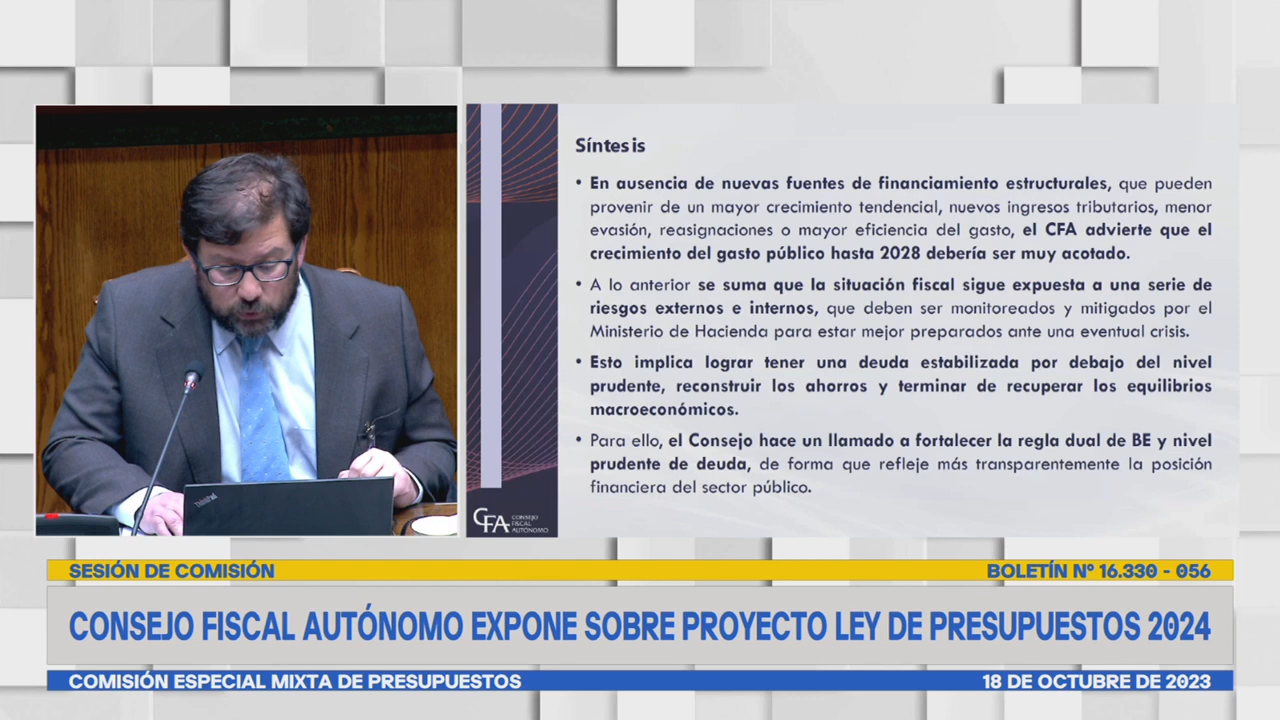 Síntesis
• En ausencia de nuevas fuentes de financiamiento estructurales, que pueden
provenir de un mayor crecimiento tendencial, nuevos ingresos tributarios, menor
evasión, reasignaciones o mayor eficiencia del gasto, el CFA advierte que el
crecimiento del gasto público hasta 2028 debería ser muy acotado.
• A lo anterior se suma que la situación fiscal sigue expuesta a una serie de
riesgos externos e internos, que deben ser monitoreados y mitigados por el
Ministerio de Hacienda para estar mejor preparados ante una eventual crisis.
• Esto implica lograr tener una deuda estabilizada por debajo del nivel
prudente, reconstruir los ahorros y terminar de recuperar los equilibrios
macroeconómicos.
• Para ello, el Consejo hace un llamado a fortalecer la regla dual de BE y nivel
prudente de deuda, de forma que refleje más transparentemente la posición
financiera del sector público.
ThinkPad
CFA
CONSEJO
FISCAL
AUTÓNOMO
SESIÓN DE COMISIÓN
BOLETÍN N° 16.330 - 056
CONSEJO FISCAL AUTÓNOMO EXPONE SOBRE PROYECTO LEY DE PRESUPUESTOS 2024
COMISIÓN ESPECIAL MIXTA DE PRESUPUESTOS
18 DE OCTUBRE DE 2023